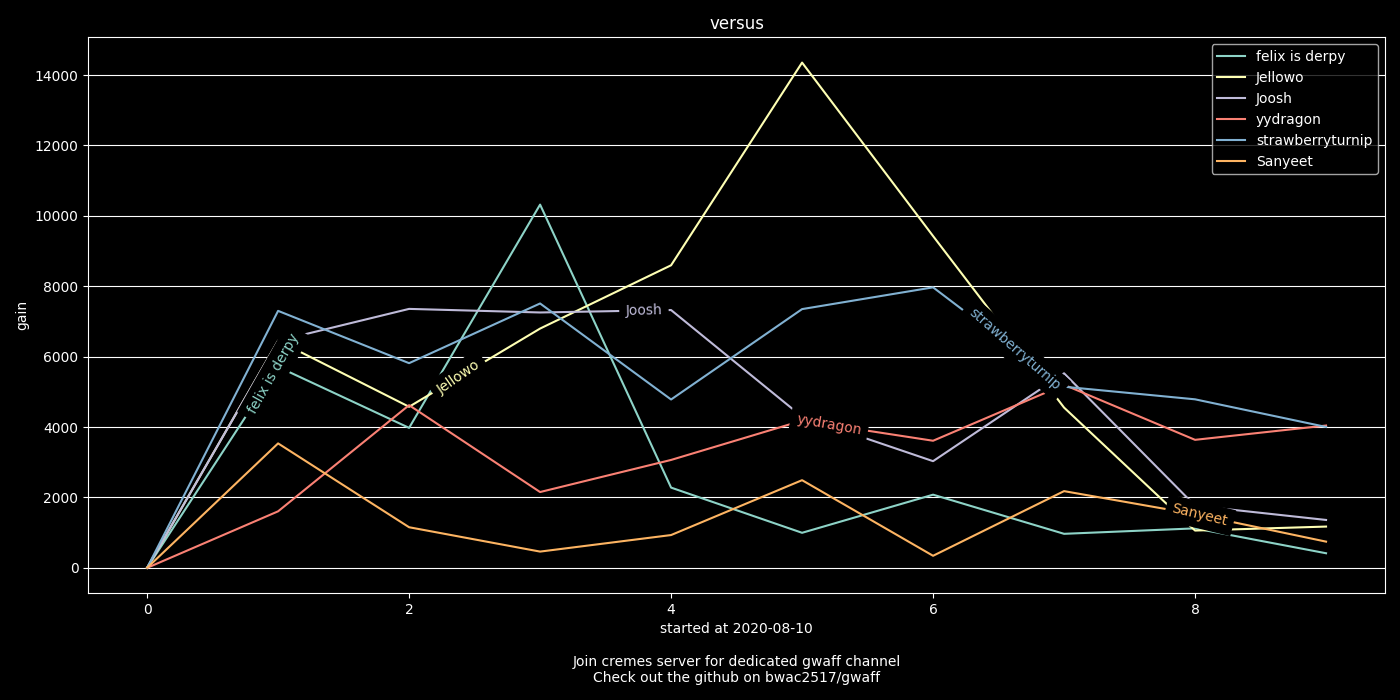 versus
felix is derpy
Jellowo
Joosh
yydragon
strawberryturnip
Sanyeet
14000
12000
10000
8000
6000
4000
2000
0
gain
felix is derpy
Jellowo
Joosh
yydragon
strawberryturnip
Sanyeet
0 2 4 6 8
started at 2020-08-10
Join cremes server for dedicated gwaff channel
Check out the github on bwac2517/gwaff